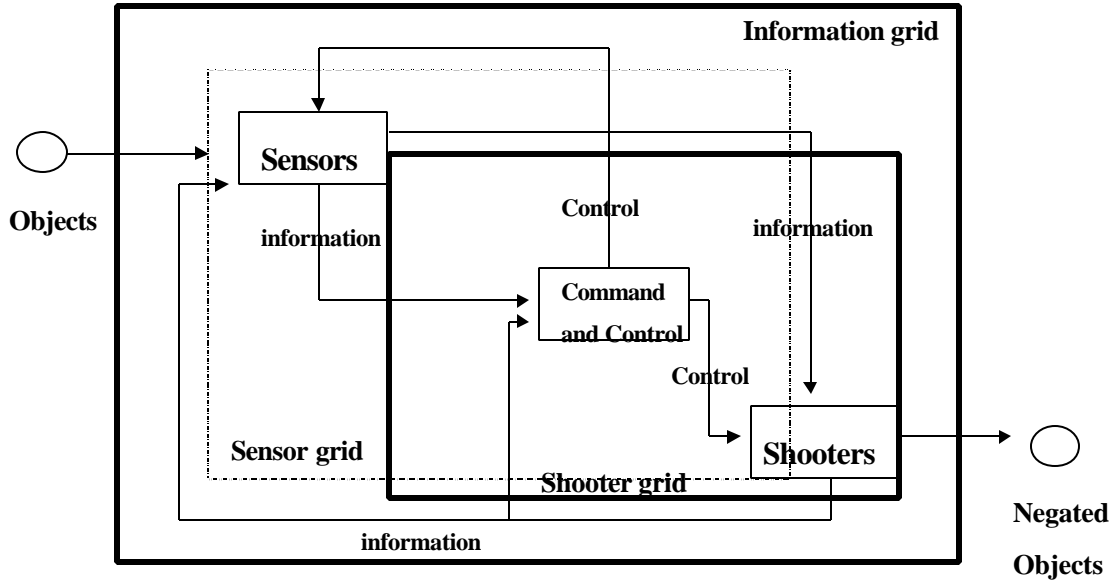 Information grid
Sensors
Objects
Control
information
information
Command
and Control
Control
Sensor grid
Shooters
Shooter grid
Negated
Objects
information